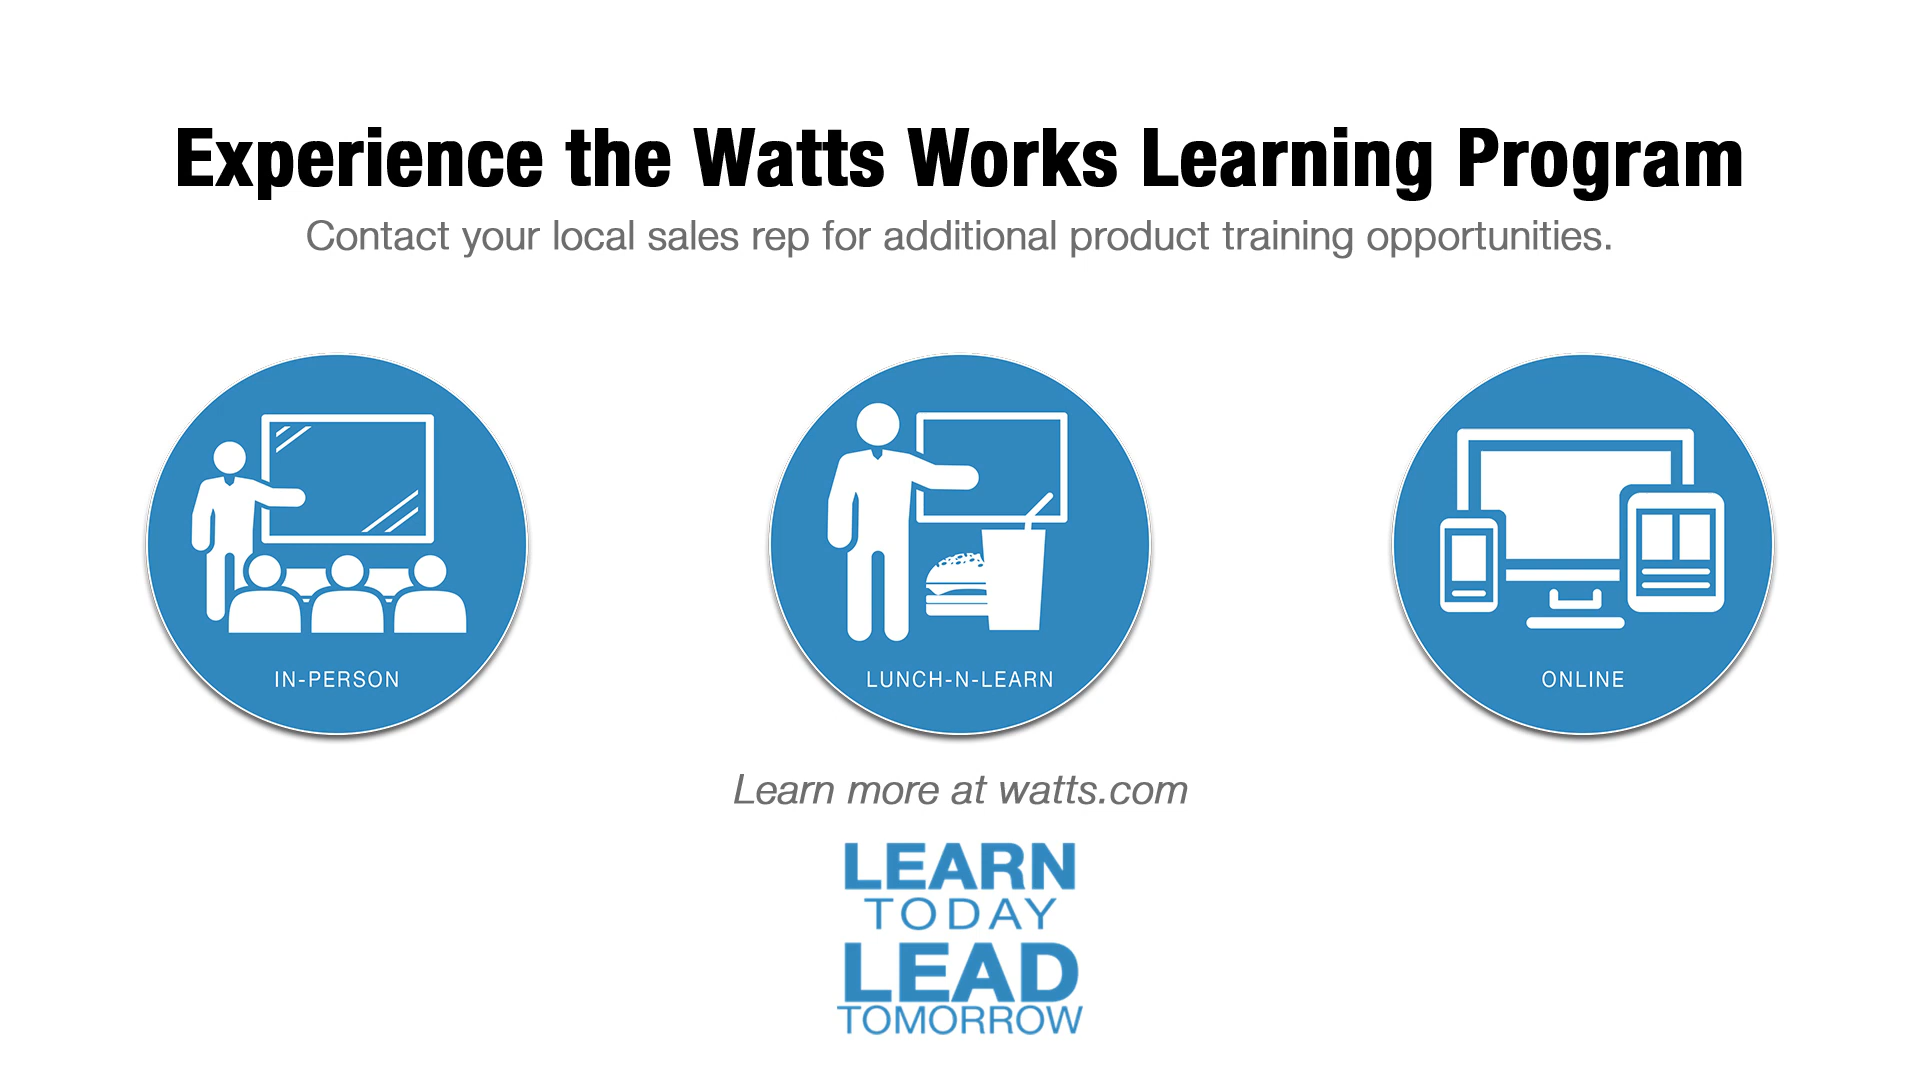 Experience the Watts Works Learning Program
Contact your local sales rep for additional product training opportunities.
IN-PERSON
LUNCH-N-LEARN
ONLINE
Learn more at watts.com
LEARN
TODAY
LEAD
TOMORROW